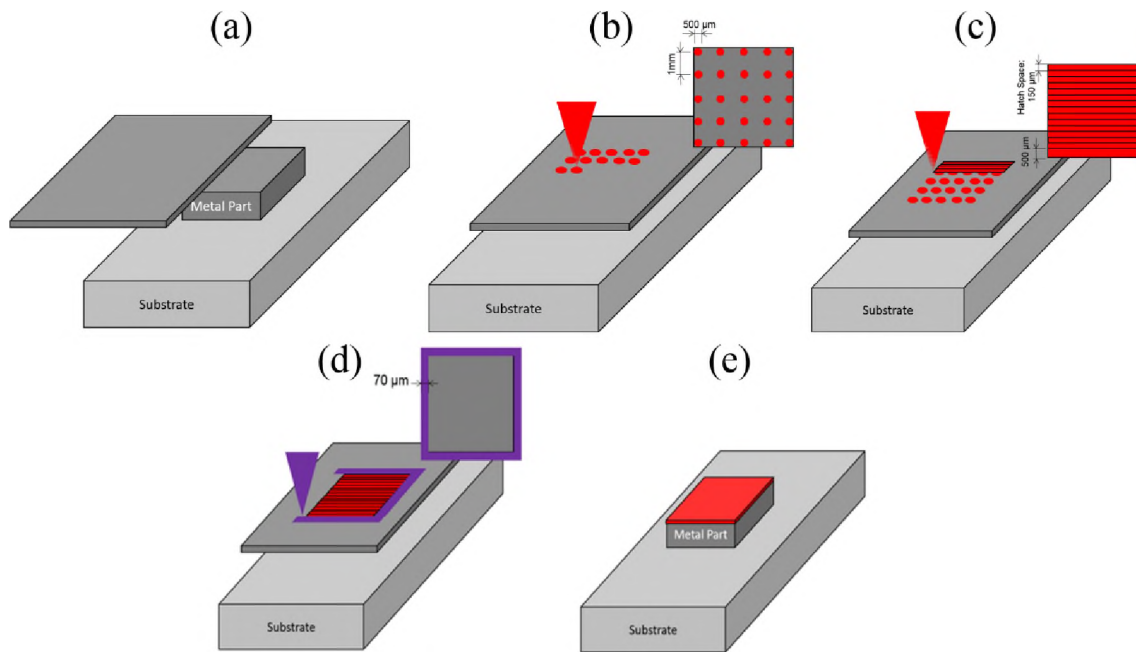 (a)
Metal Part
Substrate
(b)
500 µm
1mm
Substrate
(c)
Hatch Space:
150 µm
500 µm
Substrate
(d)
70 µm
Substrate
(e)
Metal Part
Substrate